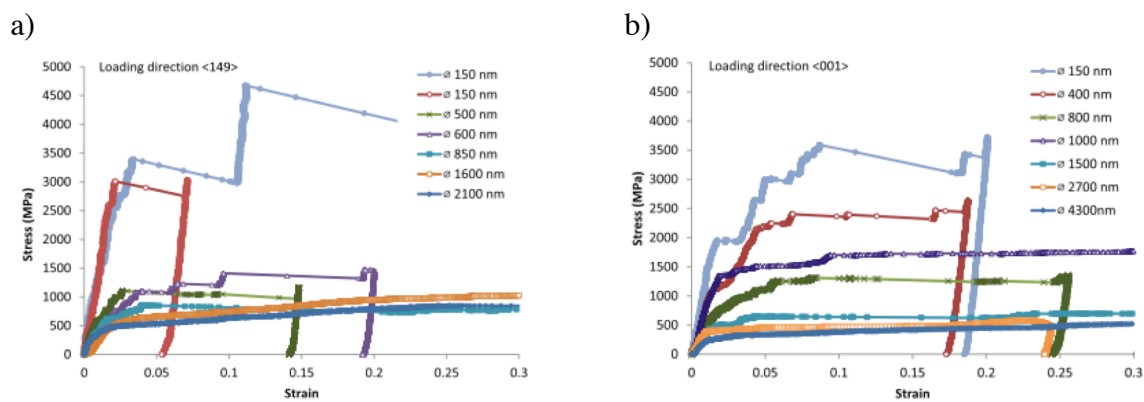 a)
Loading direction <149>
5000
4500
4000
3500
3000
2500
2000
1500
1000
500
0
Stress (MPa)
0
0.05
0.1
0.15
0.2
0.25
0.3
Strain
⌀ 150 nm
⌀ 150 nm
⌀ 500 nm
⌀ 600 nm
⌀ 850 nm
⌀ 1600 nm
⌀ 2100 nm
b)
Loading direction <001>
5000
4500
4000
3500
3000
2500
2000
1500
1000
500
0
Stress (MPa)
0
0.05
0.1
0.15
0.2
0.25
0.3
Strain
⌀ 150 nm
⌀ 400 nm
⌀ 800 nm
⌀ 1000 nm
⌀ 1500 nm
⌀ 2700 nm
⌀ 4300nm